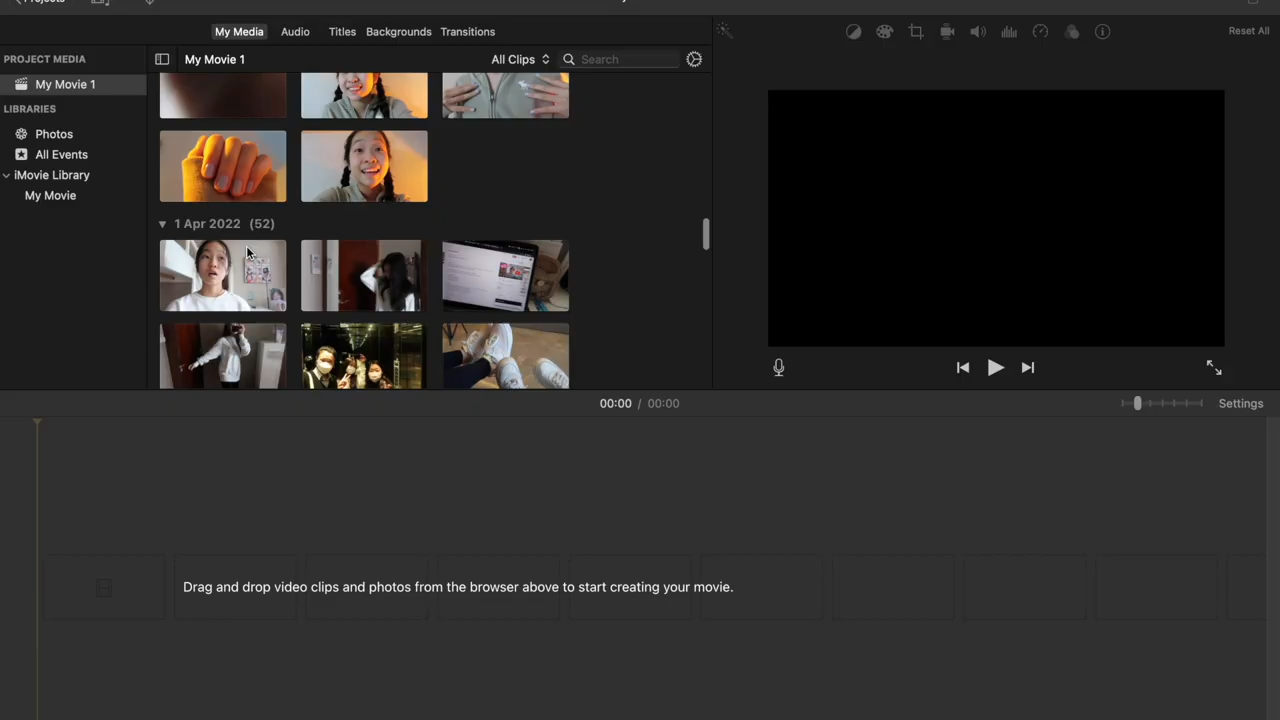 Projects
My Media Audio Titles Backgrounds Transitions
Reset All
PROJECT MEDIA
My Movie 1
All Clips
Search
My Movie 1
LIBRARIES
Photos
All Events
iMovie Library
My Movie
1 Apr 2022 (52)
00:00 / 00:00
Settings
Drag and drop video clips and photos from the browser above to start creating your movie.